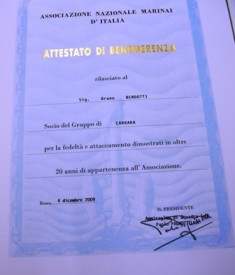 ASSOCIAZIONE NAZIONALE MARINAI
D'ITALIA
ATTESTATO DI BENEMERENZA
rilasciato al
Sig. Bruno
Socio del Gruppo di CARRARA
per la fedeltà e attaccamento dimostrati in oltre
20 anni di appartenenza all' Associazione.
Roma, 4 dicembre 2009
IL PRESIDENTE